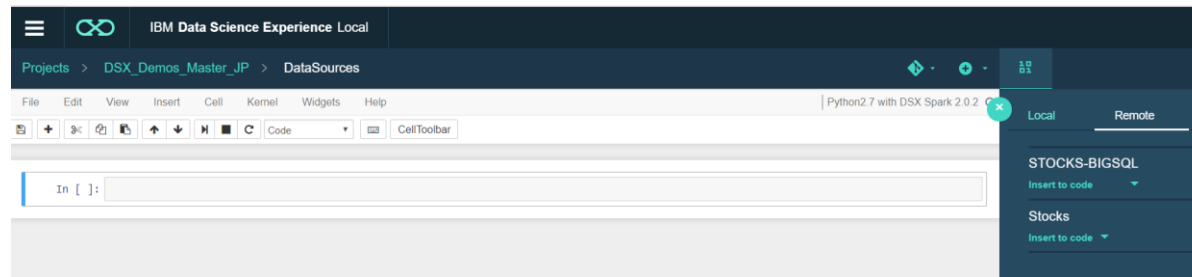 IBM Data Science Experience Local
Projects > DSX_Demos_Master_JP > DataSources
File Edit View Insert Cell Kernel Widgets Help
Python2.7 with DSX Spark 2.0.2
Code
CellToolbar
In [ ]:
Local Remote
STOCKS-BIGSQL
Insert to code
Stocks
Insert to code